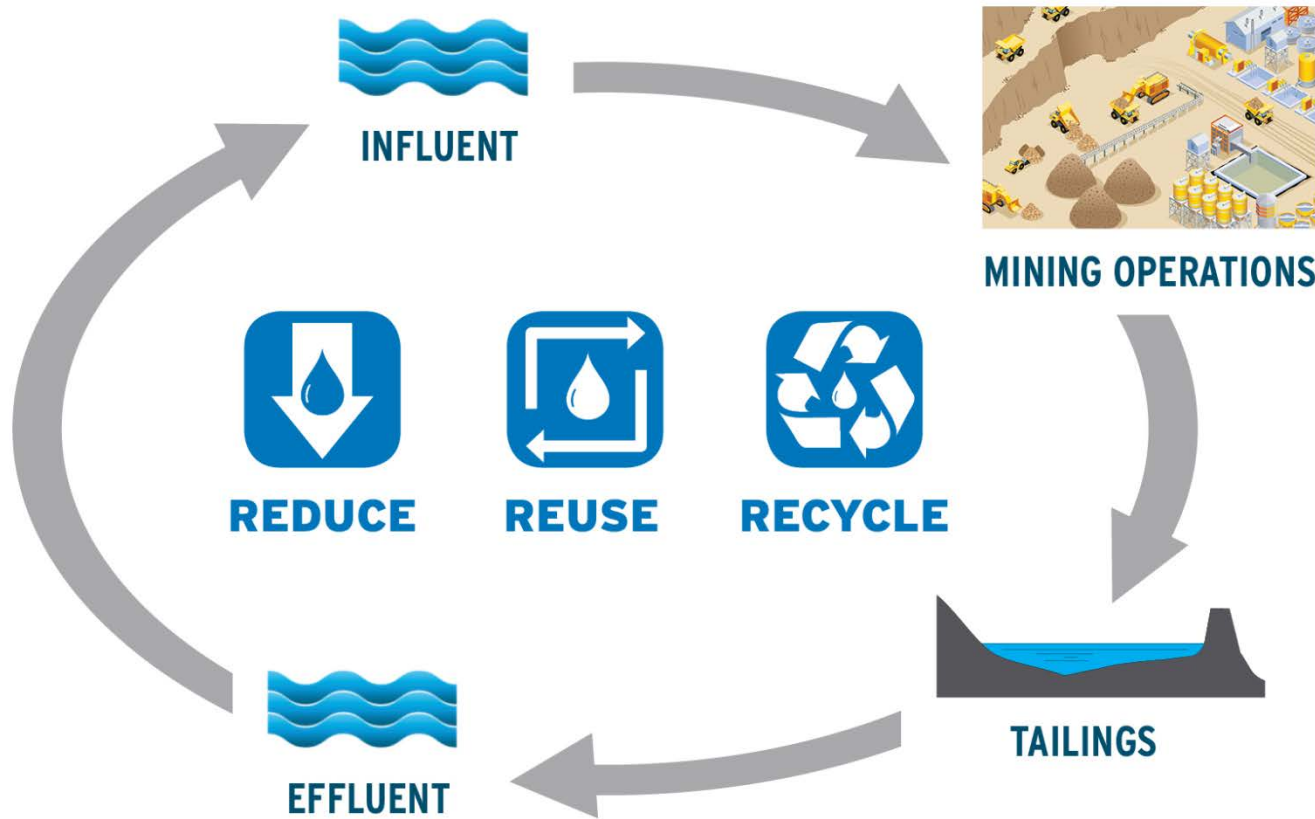 INFLUENT
MINING OPERATIONS
REDUCE
REUSE
RECYCLE
TAILINGS
EFFLUENT